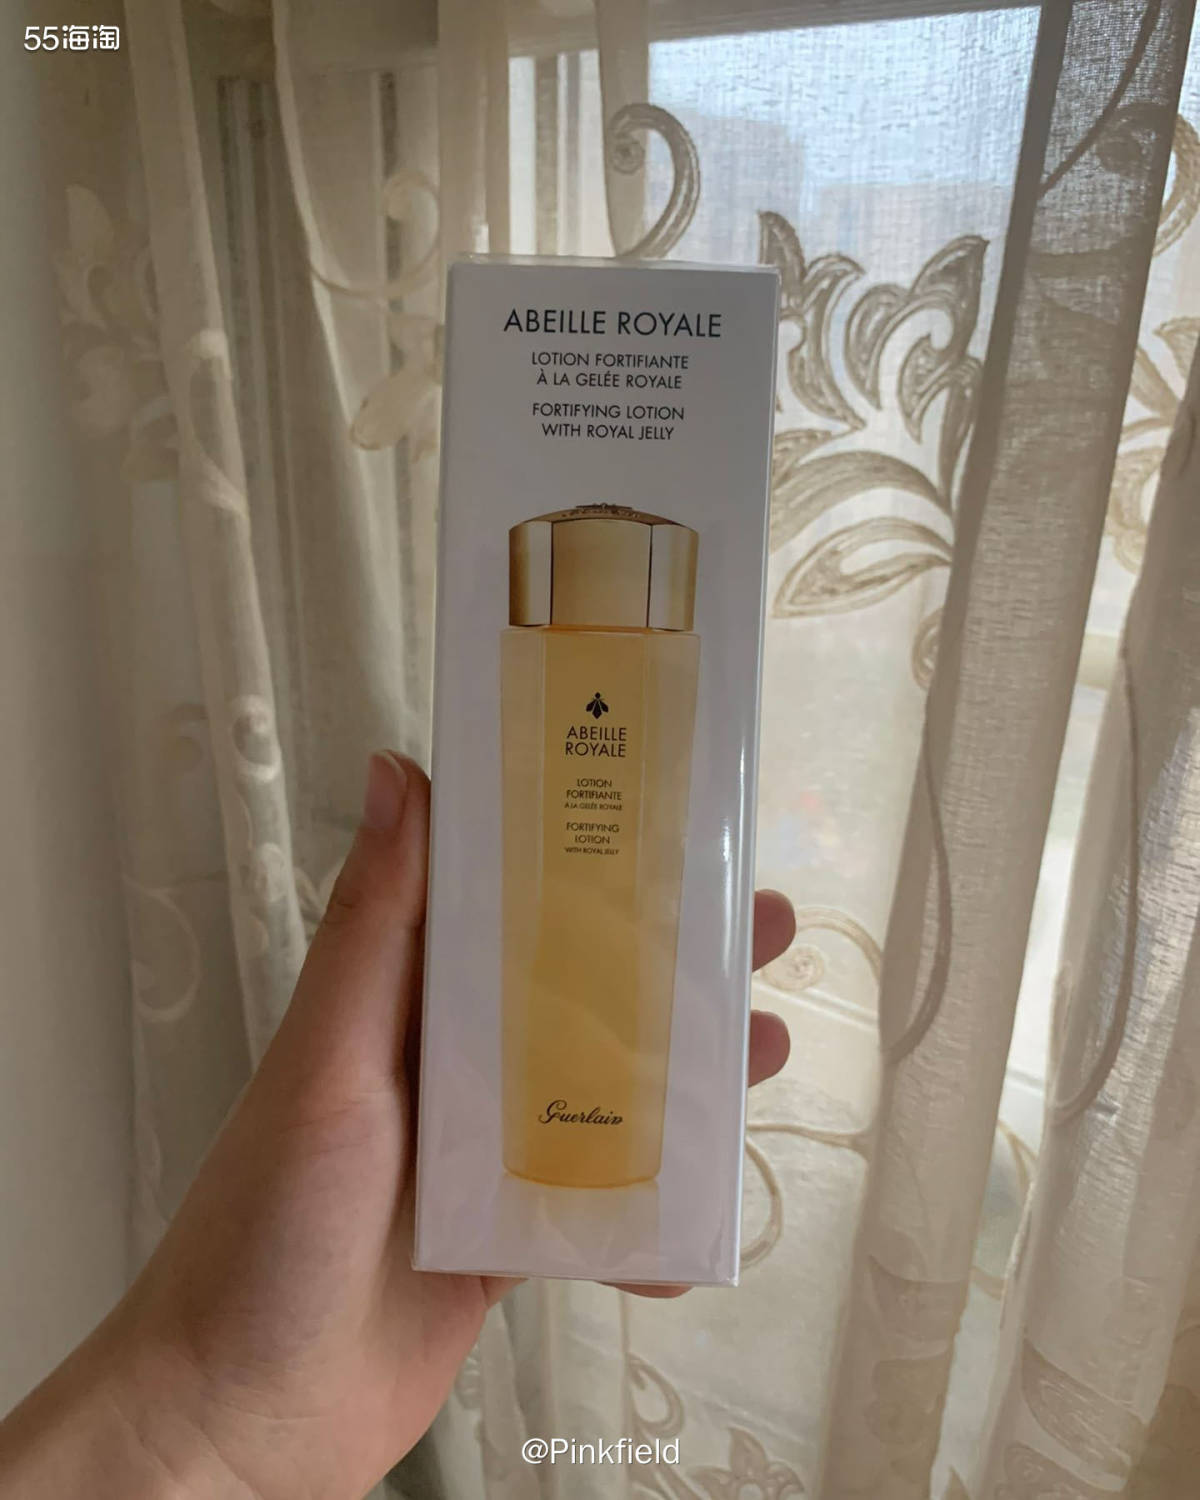 55海淘
ABEILLE ROYALE
LOTION FORTIFIANTE
À LA GELÉE ROYALE
FORTIFYING LOTION
WITH ROYAL JELLY
ABEILLE
ROYALE
LOTION
FORTIFIANTE
À LA GELÉE ROYALE
FORTIFYING
LOTION
WITH ROYAL JELLY
Guerlain
@Pinkfield